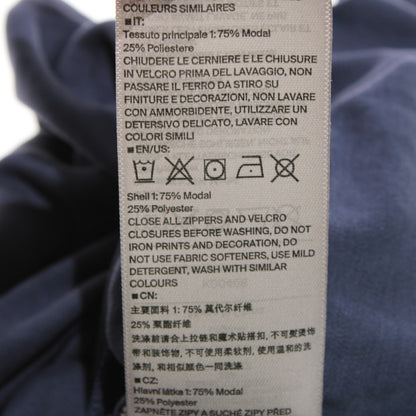 COULEURS SIMILAIRES
■IT:
Tessuto principale 1: 75% Modal
25% Poliestere
CHIUDERE LE CERNIERE E LE CHIUSURE
IN VELCRO PRIMA DEL LAVAGGIO, NON
PASSARE IL FERRO DA STIRO SU
FINITURE E DECORAZIONI, NON LAVARE
CON AMMORBIDENTE, UTILIZZARE UN
DETERSIVO DELICATO, LAVARE CON
COLORI SIMILI
■EN/US:
Shell 1: 75% Modal
25% Polyester
CLOSE ALL ZIPPERS AND VELCRO
CLOSURES BEFORE WASHING, DO NOT
IRON PRINTS AND DECORATION, DO
NOT USE FABRIC SOFTENERS, USE MILD
DETERGENT, WASH WITH SIMILAR
COLOURS
■CN:
主要面料 1: 75% 莫代尔纤维
25% 聚酯纤维
洗涤前请合上拉链和魔术贴搭扣, 不可熨烫饰
带和装饰物, 不可使用柔软剂, 使用温和洗涤
剂, 和相似颜色一同洗涤
■CZ:
Hlavní látka 1: 75% Modal
25% Polyester
ZAPNĚTE ZIPY A SUCHÉ ZIPY PŘED